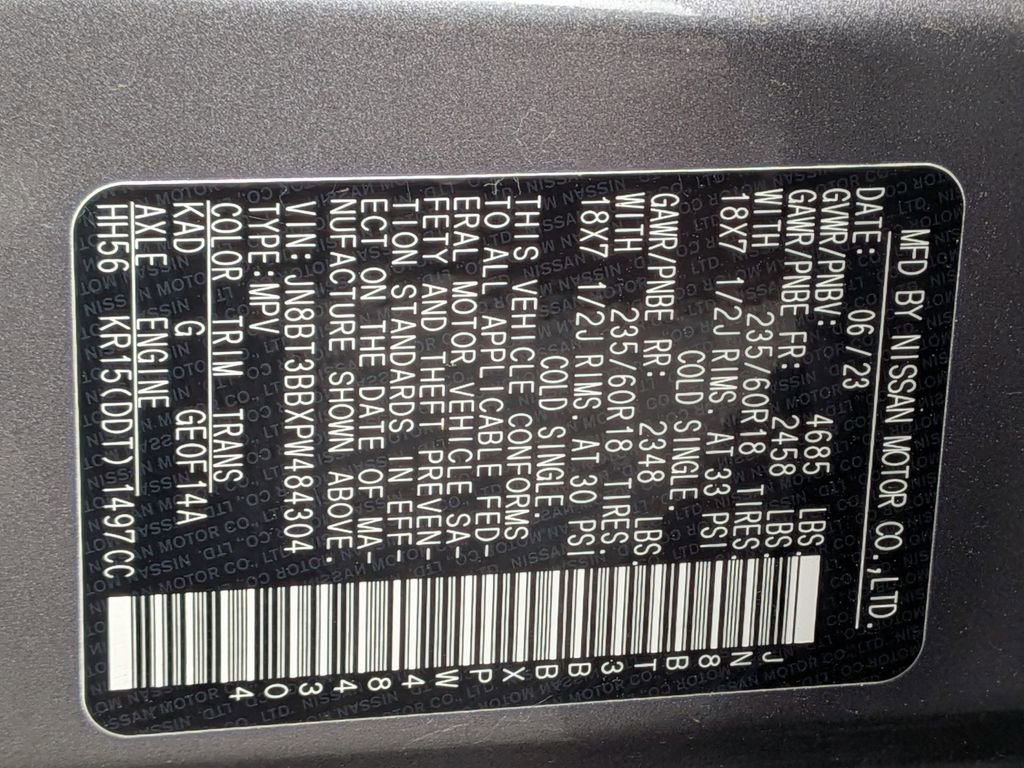 MFD BY NISSAN MOTOR CO.,LTD.
DATE: 06/23
GVWR/PNBV: 4685 LBS.
GAWR/PNBE FR: 2458 LBS.
WITH 235/60R18 TIRES.
18X7 1/2J RIMS. AT 33 PSI
COLD SINGLE.
GAWR/PNBE RR: 2348 LBS.
WITH 235/60R18 TIRES.
18X7 1/2J RIMS. AT 30 PSI
COLD SINGLE.
THIS VEHICLE CONFORMS
TO ALL APPLICABLE FED-
ERAL MOTOR VEHICLE SA-
FETY AND THEFT PREVEN-
TION STANDARDS IN EFF-
ECT ON THE DATE OF MA-
NUFACTURE SHOWN ABOVE.
VIN: JN8BT3BBXPW484304
TYPE: MPV
COLOR TRIM TRANS
KAD G GE0F14A
AXLE ENGINE
HH56 KR15(DDT)1497CC
JN8BT3BBXPW484304